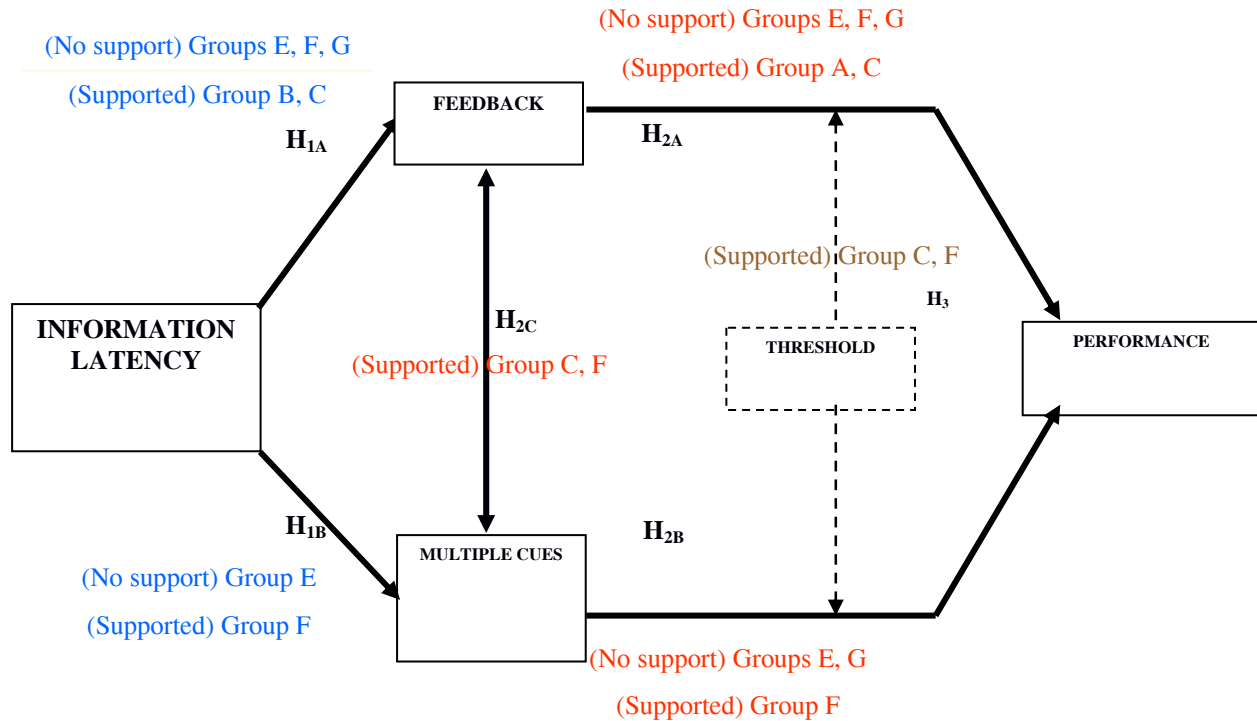 (No support) Groups E, F, G
(Supported) Group B, C
(No support) Groups E, F, G
(Supported) Group A, C
FEEDBACK
H1A
H2A
(Supported) Group C, F
H3
INFORMATION
LATENCY
H2C
(Supported) Group C, F
THRESHOLD
PERFORMANCE
H1B
H2B
MULTIPLE CUES
(No support) Group E
(Supported) Group F
(No support) Groups E, G
(Supported) Group F